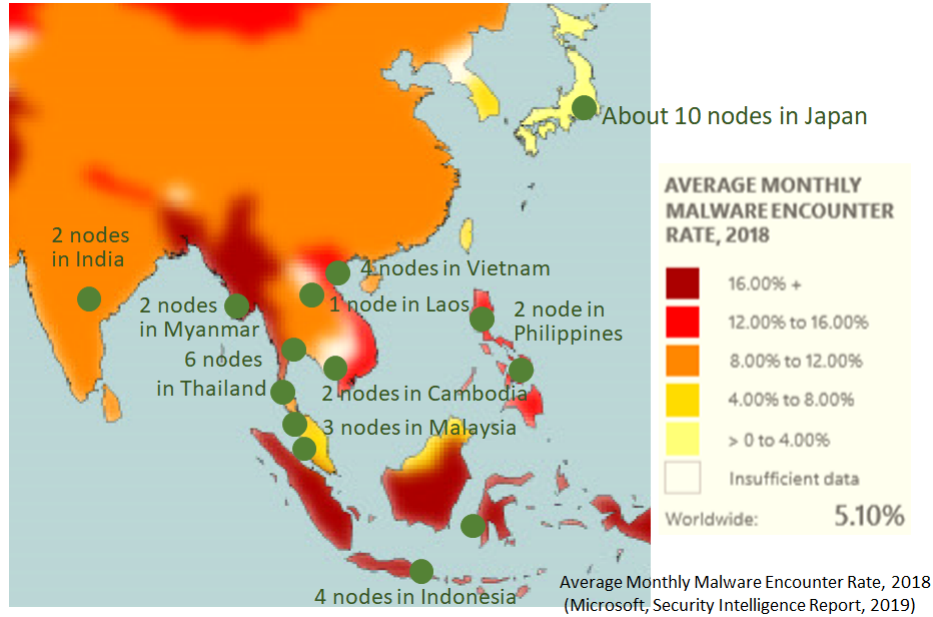 About 10 nodes in Japan
AVERAGE MONTHLY
MALWARE ENCOUNTER
RATE, 2018
16.00% +
12.00% to 16.00%
8.00% to 12.00%
4.00% to 8.00%
> 0 to 4.00%
Insufficient data
Worldwide: 5.10%
2 nodes
in India
4 nodes in Vietnam
2 nodes
in Myanmar
1 node in Laos
2 node in
Philippines
6 nodes
in Thailand
2 nodes in Cambodia
3 nodes in Malaysia
4 nodes in Indonesia
Average Monthly Malware Encounter Rate, 2018
(Microsoft, Security Intelligence Report, 2019)